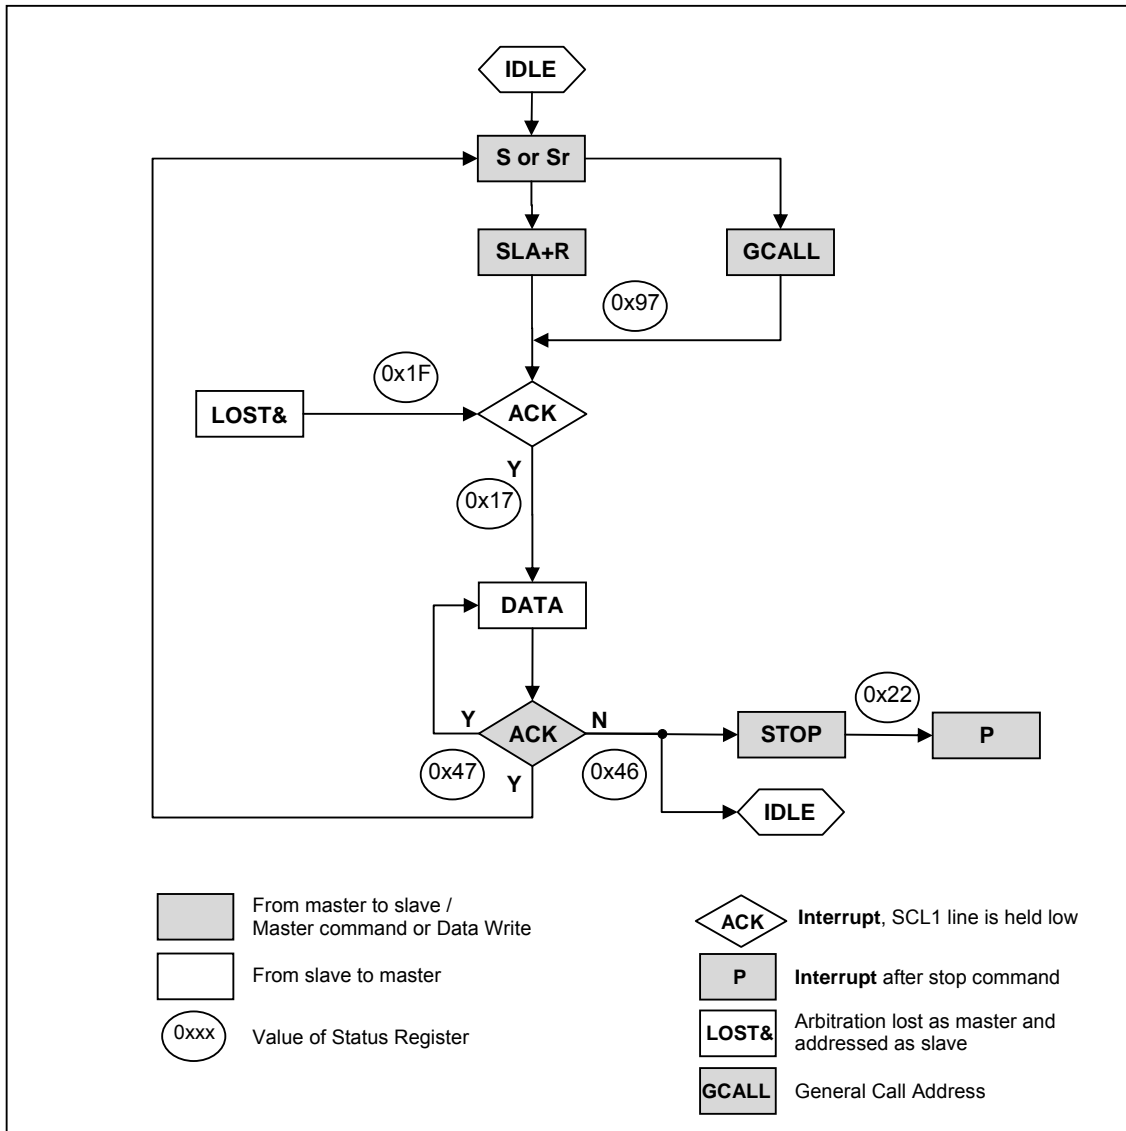 IDLE
S or Sr
SLA+R
GCALL
0x97
0x1F
LOST&
ACK
Y
0x17
DATA
0x22
Y
ACK
N
STOP
P
0x47
Y
0x46
IDLE
From master to slave /
Master command or Data Write
From slave to master
0xxx
Value of Status Register
ACK
Interrupt, SCL1 line is held low
P
Interrupt after stop command
LOST&
Arbitration lost as master and
addressed as slave
GCALL
General Call Address